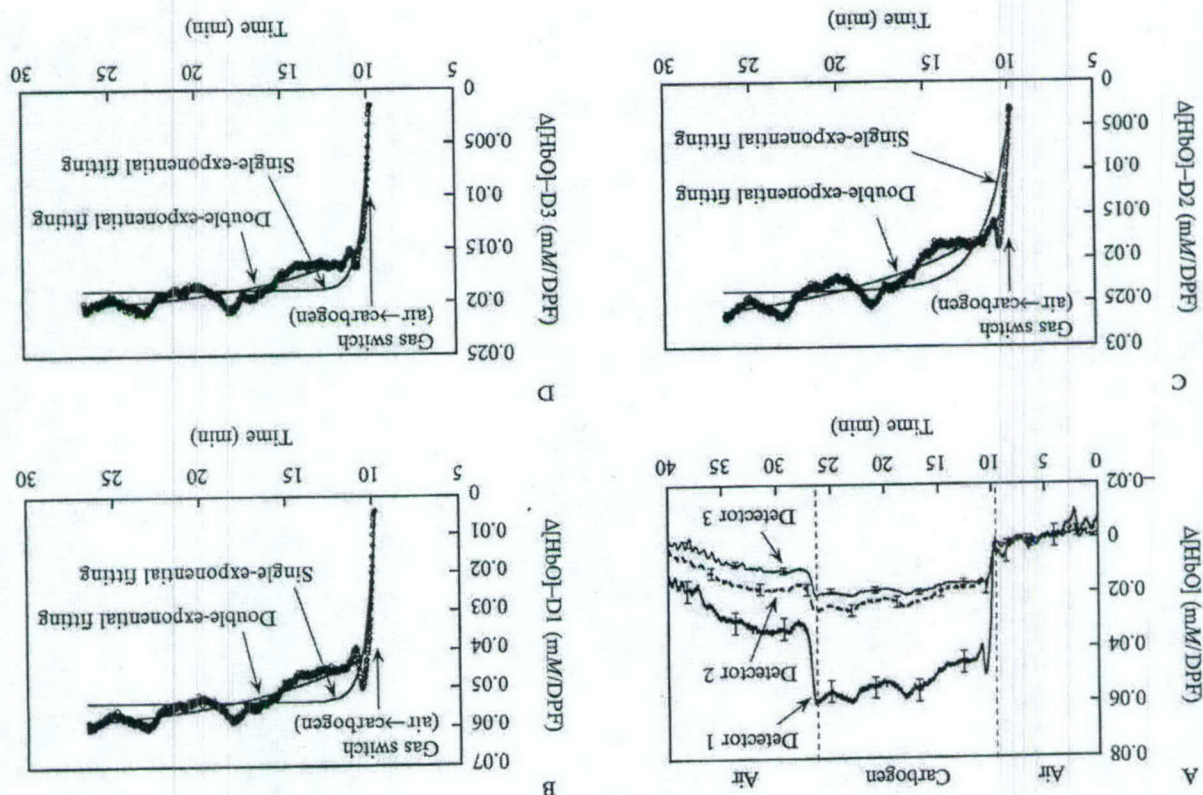 A
Air
Carbogen
Air
0.08
0.06
0.04
0.02
0
-0.02
Δ[HbO] (mM/DPF)
Detector 1
Detector 2
Detector 3
0 5 10 15 20 25 30 35 40
Time (min)
B
0.07
0.06
0.05
0.04
0.03
0.02
0.01
0
Δ[HbO]–D1 (mM/DPF)
Gas switch
(air→carbogen)
Double-exponential fitting
Single-exponential fitting
5 10 15 20 25 30
Time (min)
C
0.03
0.025
0.02
0.015
0.01
0.005
0
Δ[HbO]–D2 (mM/DPF)
Gas switch
(air→carbogen)
Double-exponential fitting
Single-exponential fitting
5 10 15 20 25 30
Time (min)
D
0.025
0.02
0.015
0.01
0.005
0
Δ[HbO]–D3 (mM/DPF)
Gas switch
(air→carbogen)
Double-exponential fitting
Single-exponential fitting
5 10 15 20 25 30
Time (min)